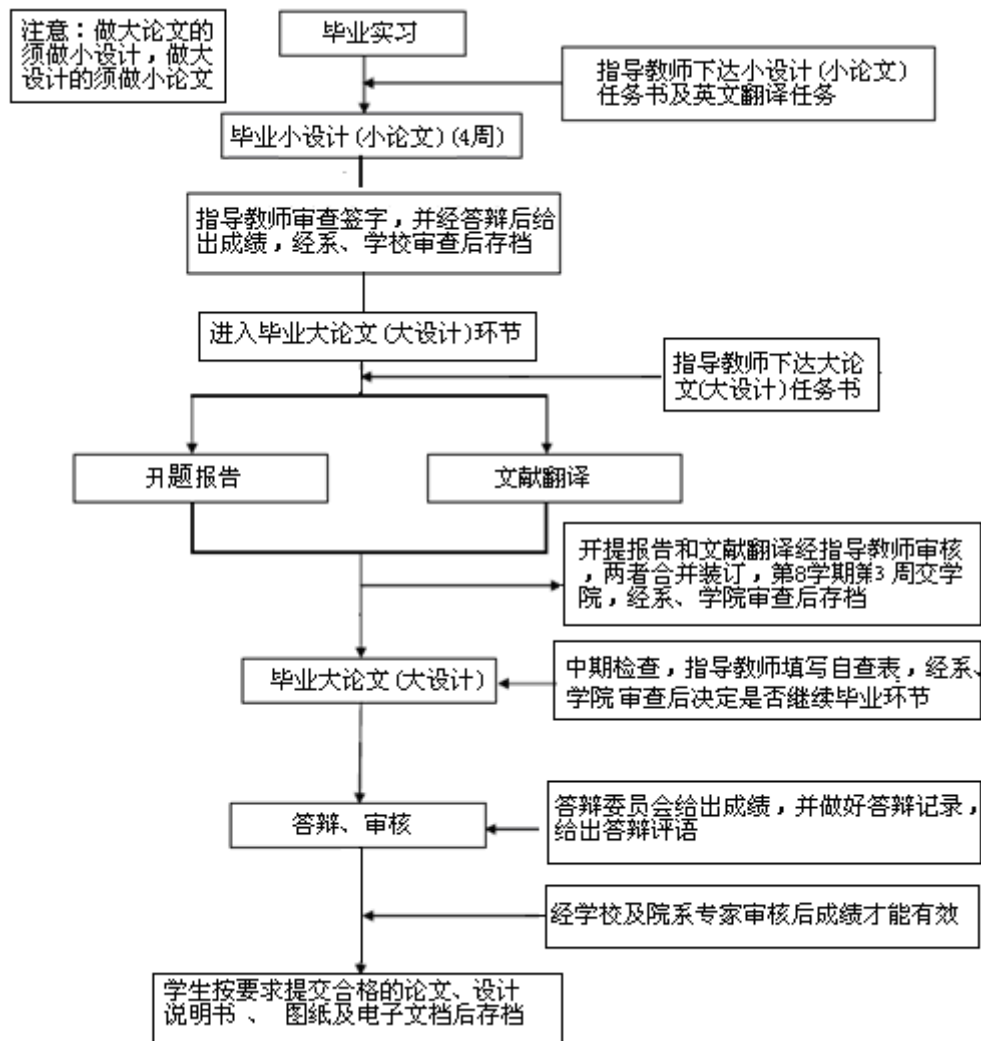 注意：做大论文的
须做小设计，做大
设计的须做小论文
毕业实习
指导教师下达小设计(小论文)
任务书及英文翻译任务
毕业小设计(小论文)(4周)
指导教师审查签字，并经答辩后给
出成绩，经系、学校审查后存档
进入毕业大论文(大设计)环节
指导教师下达大论
文(大设计)任务书
开题报告
文献翻译
开提报告和文献翻译经指导教师审核
，两者合并装订，第8学期第3 周交学
院，经系、学院审查后存档
毕业大论文(大设计)
中期检查，指导教师填写自查表，经系、
学院审查后决定是否继续毕业环节
答辩、审核
答辩委员会给出成绩，并做好答辩记录，
给出答辩评语
经学校及院系专家审核后成绩才能有效
学生按要求提交合格的论文、设计
说明书 、 图纸及电子文档后存档